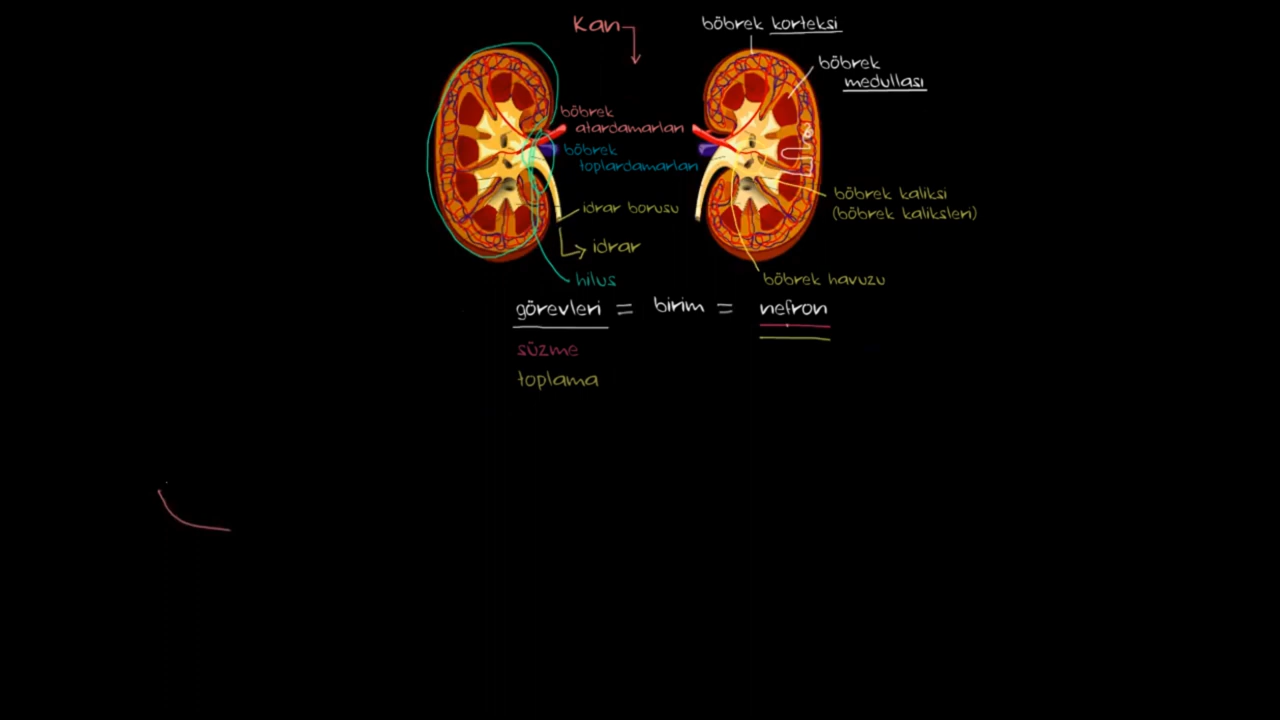 Kan
böbrek korteksi
böbrek
medullası
böbrek
atardamarları
böbrek
toplardamarları
böbrek kaliksi
(böbrek kaliksleri)
idrar borusu
idrar
hilus
böbrek havuzu
görevleri = birim = nefron
süzme
toplama